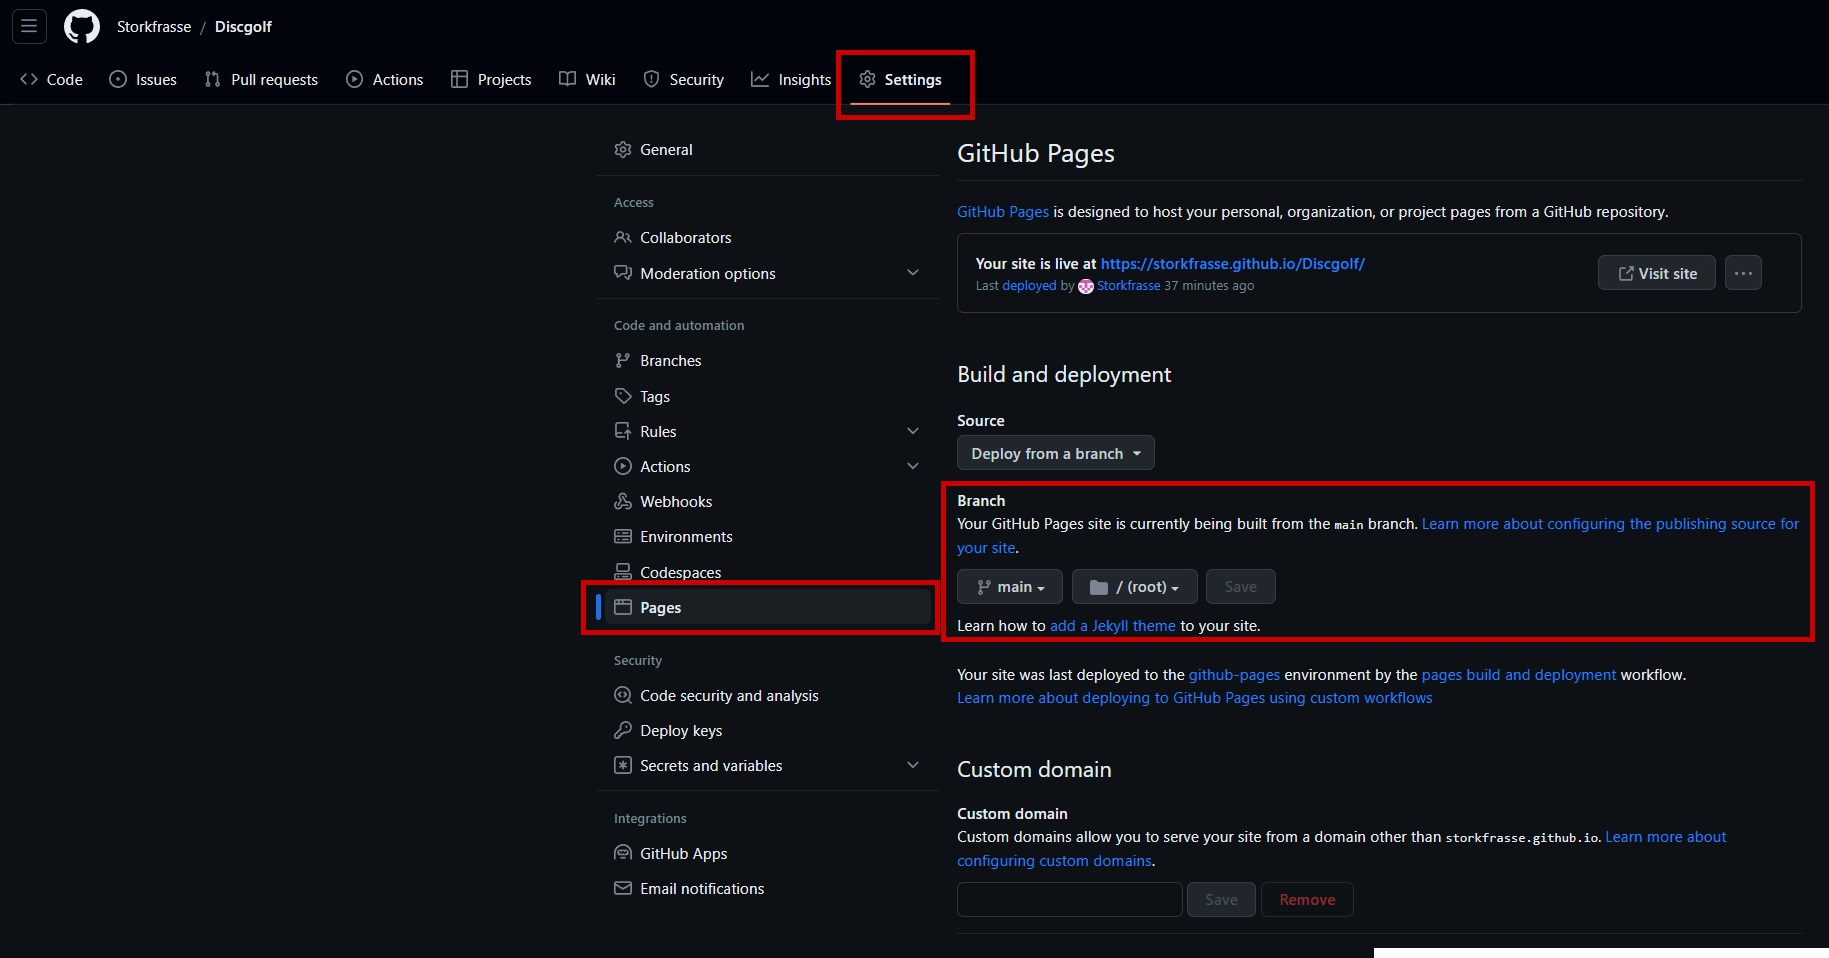 Storkfrasse / Discgolf
Code Issues Pull requests Actions Projects Wiki Security Insights Settings
General
Access
Collaborators
Moderation options
Code and automation
Branches
Tags
Rules
Actions
Webhooks
Environments
Codespaces
Pages
Security
Code security and analysis
Deploy keys
Secrets and variables
Integrations
GitHub Apps
Email notifications
GitHub Pages
GitHub Pages is designed to host your personal, organization, or project pages from a GitHub repository.
Your site is live at https://storkfrasse.github.io/Discgolf/
Last deployed by Storkfrasse 37 minutes ago
Visit site
Build and deployment
Source
Deploy from a branch
Branch
Your GitHub Pages site is currently being built from the main branch. Learn more about configuring the publishing source for
your site.
main / (root) Save
Learn how to add a Jekyll theme to your site.
Your site was last deployed to the github-pages environment by the pages build and deployment workflow.
Learn more about deploying to GitHub Pages using custom workflows
Custom domain
Custom domain
Custom domains allow you to serve your site from a domain other than storkfrasse.github.io. Learn more about
configuring custom domains.
Save Remove